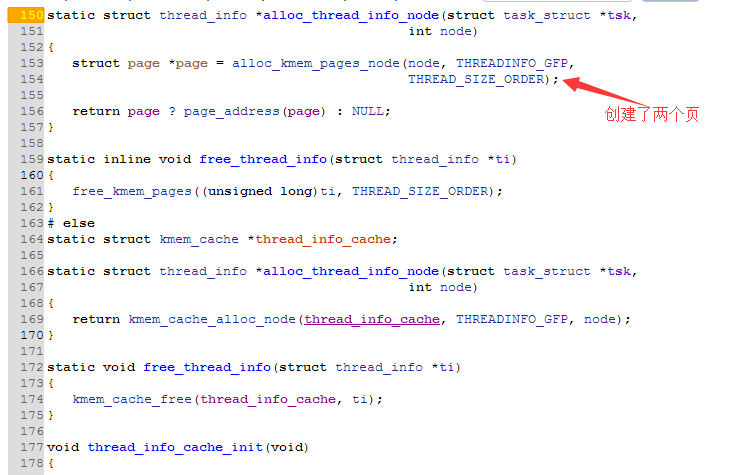 150 static struct thread_info *alloc_thread_info_node(struct task_struct *tsk,
151 int node)
152 {
153 struct page *page = alloc_kmem_pages_node(node, THREADINFO_GFP,
154 THREAD_SIZE_ORDER);
创建了两个页
155
156 return page ? page_address(page) : NULL;
157 }
158
159 static inline void free_thread_info(struct thread_info *ti)
160 {
161 free_kmem_pages((unsigned long)ti, THREAD_SIZE_ORDER);
162 }
163 # else
164 static struct kmem_cache *thread_info_cache;
165
166 static struct thread_info *alloc_thread_info_node(struct task_struct *tsk,
167 int node)
168 {
169 return kmem_cache_alloc_node(thread_info_cache, THREADINFO_GFP, node);
170 }
171
172 static void free_thread_info(struct thread_info *ti)
173 {
174 kmem_cache_free(thread_info_cache, ti);
175 }
176
177 void thread_info_cache_init(void)
178 {